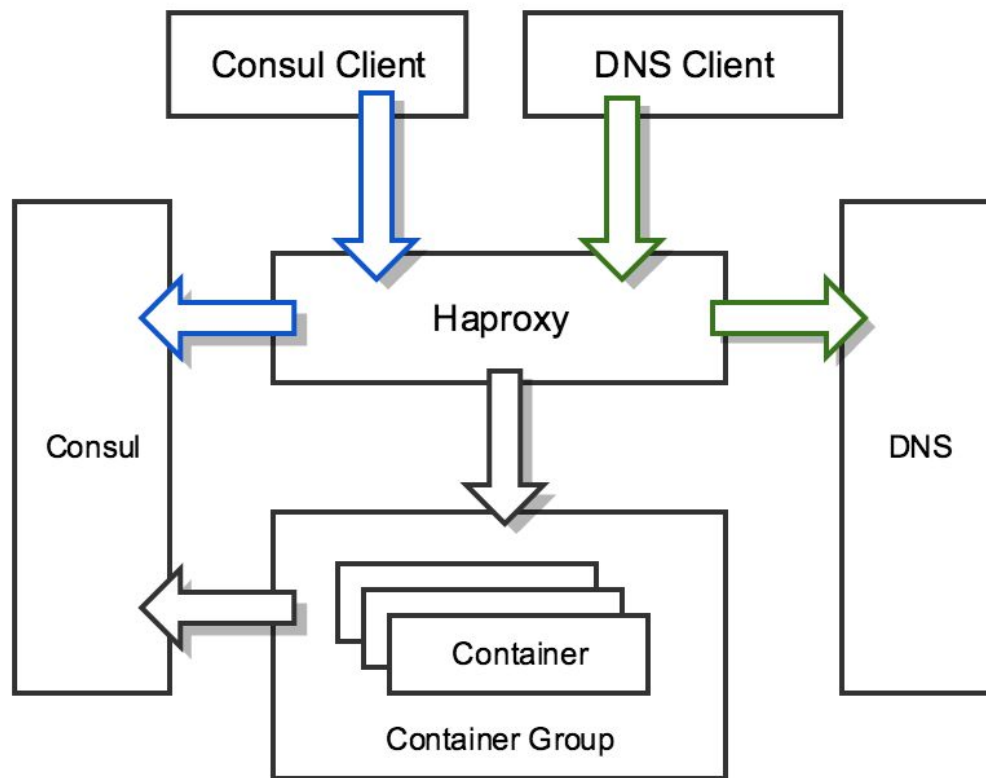 Consul Client
DNS Client
Haproxy
Consul
DNS
Container
Container Group